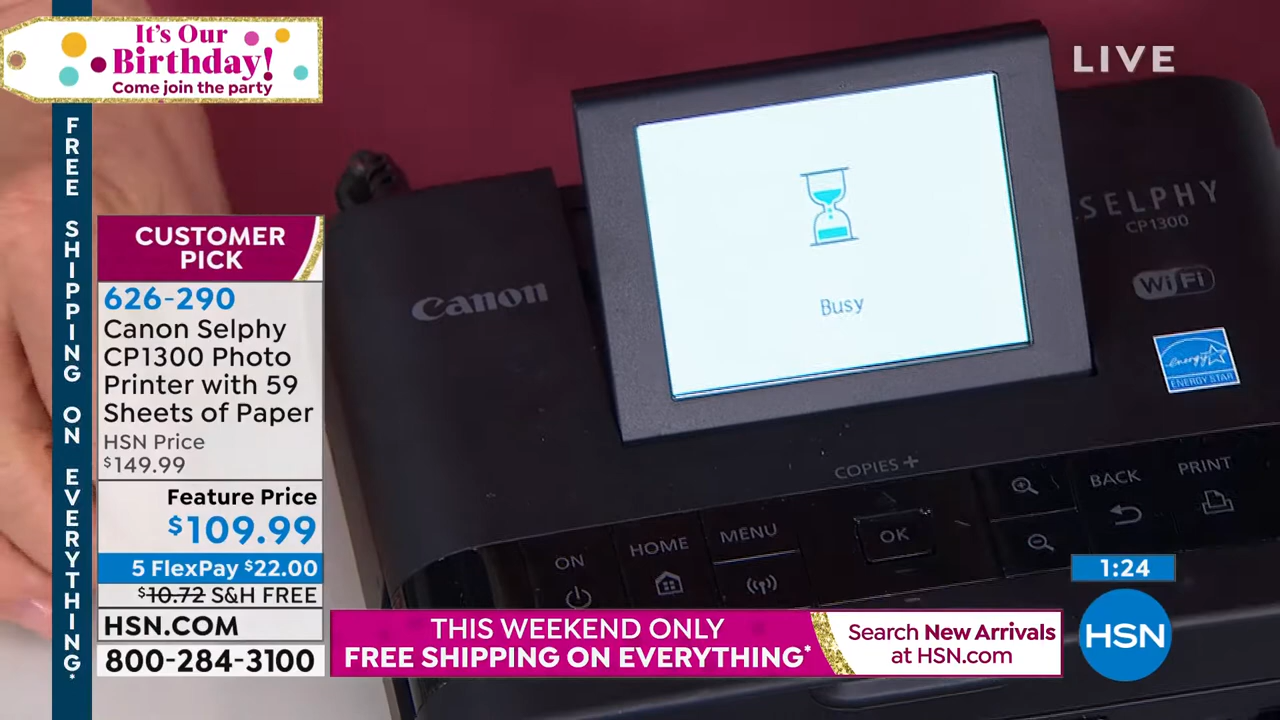 It's Our
Birthday!
Come join the party
LIVE
FREE SHIPPING ON EVERYTHING*
CUSTOMER
PICK
626-290
Canon Selphy
CP1300 Photo
Printer with 59
Sheets of Paper
HSN Price
$149.99
Feature Price
$109.99
5 FlexPay $22.00
$10.72 S&H FREE
HSN.COM
800-284-3100
Canon
Busy
SELPHY
CP1300
WiFi
energy
ENERGY STAR
COPIES +
ON
HOME
MENU
OK
BACK
PRINT
1:24
HSN
THIS WEEKEND ONLY
FREE SHIPPING ON EVERYTHING*
Search New Arrivals
at HSN.com